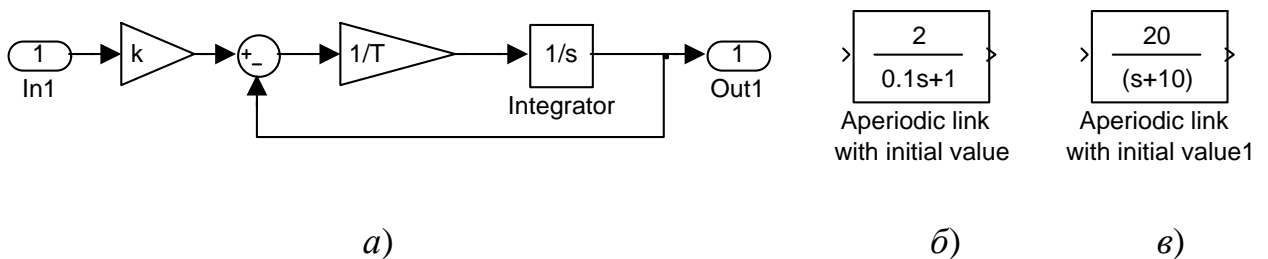 1
In1
k
+
−
1/T
1/s
Integrator
1
Out1
2
0.1s+1
Aperiodic link
with initial value
20
(s+10)
Aperiodic link
with initial value1
а)
б)
в)